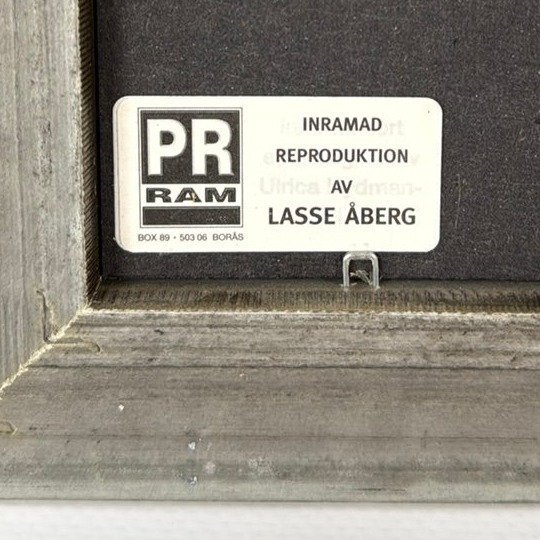 PR
RAM
BOX 89 • 503 06 BORÅS
INRAMAD
REPRODUKTION
AV
LASSE ÅBERG